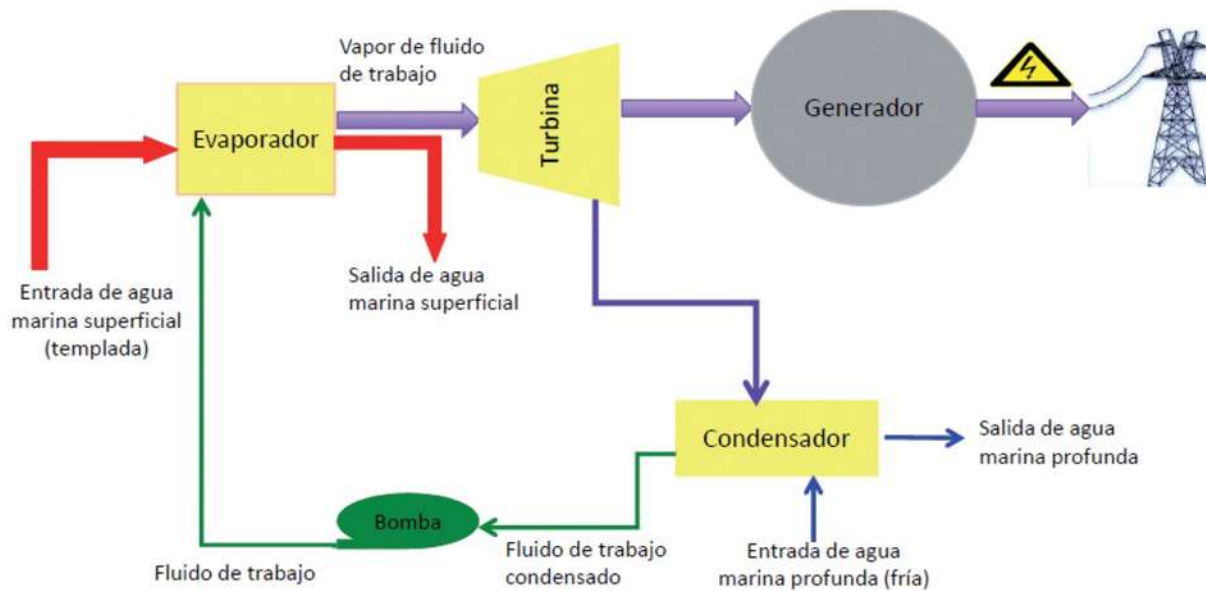 Vapor de fluido
de trabajo
Evaporador
Turbina
Generador
Entrada de agua
marina superficial
(templada)
Salida de agua
marina superficial
Condensador
Salida de agua
marina profunda
Bomba
Fluido de trabajo
Fluido de trabajo
condensado
Entrada de agua
marina profunda (fría)